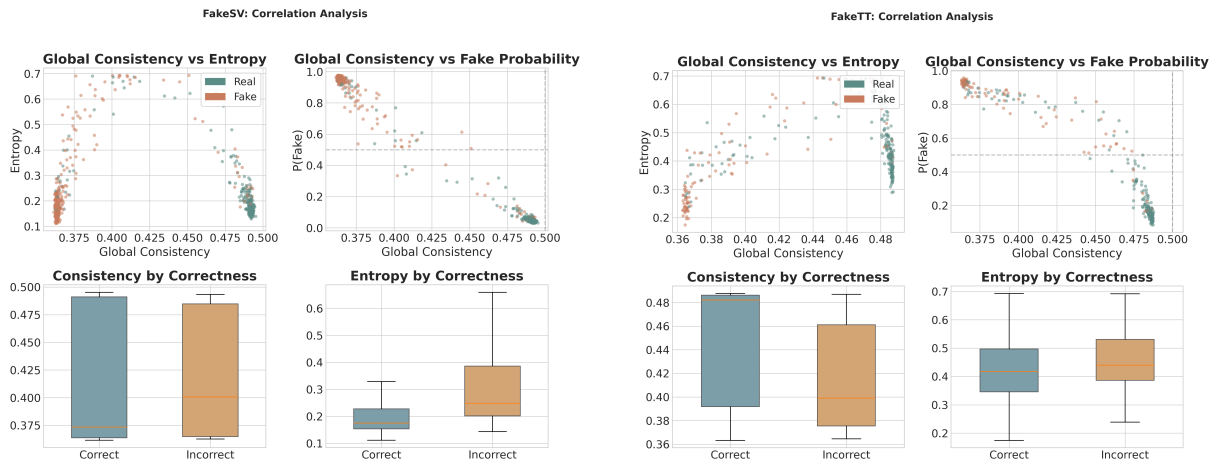 FakeSV: Correlation Analysis
Global Consistency vs Entropy
0.7
0.6
0.5
0.4
0.3
0.2
0.1
Entropy
Real
Fake
0.375 0.400 0.425 0.450 0.475 0.500
Global Consistency
Global Consistency vs Fake Probability
1.0
0.8
0.6
0.4
0.2
0.0
P(Fake)
0.375 0.400 0.425 0.450 0.475 0.500
Global Consistency
Consistency by Correctness
0.500
0.475
0.450
0.425
0.400
0.375
Correct Incorrect
Entropy by Correctness
0.6
0.5
0.4
0.3
0.2
0.1
Correct Incorrect
FakeTT: Correlation Analysis
Global Consistency vs Entropy
0.7
0.6
0.5
0.4
0.3
0.2
Entropy
Real
Fake
0.36 0.38 0.40 0.42 0.44 0.46 0.48
Global Consistency
Global Consistency vs Fake Probability
1.0
0.8
0.6
0.4
0.2
P(Fake)
0.375 0.400 0.425 0.450 0.475 0.500
Global Consistency
Consistency by Correctness
0.48
0.46
0.44
0.42
0.40
0.38
0.36
Correct Incorrect
Entropy by Correctness
0.7
0.6
0.5
0.4
0.3
0.2
Correct Incorrect